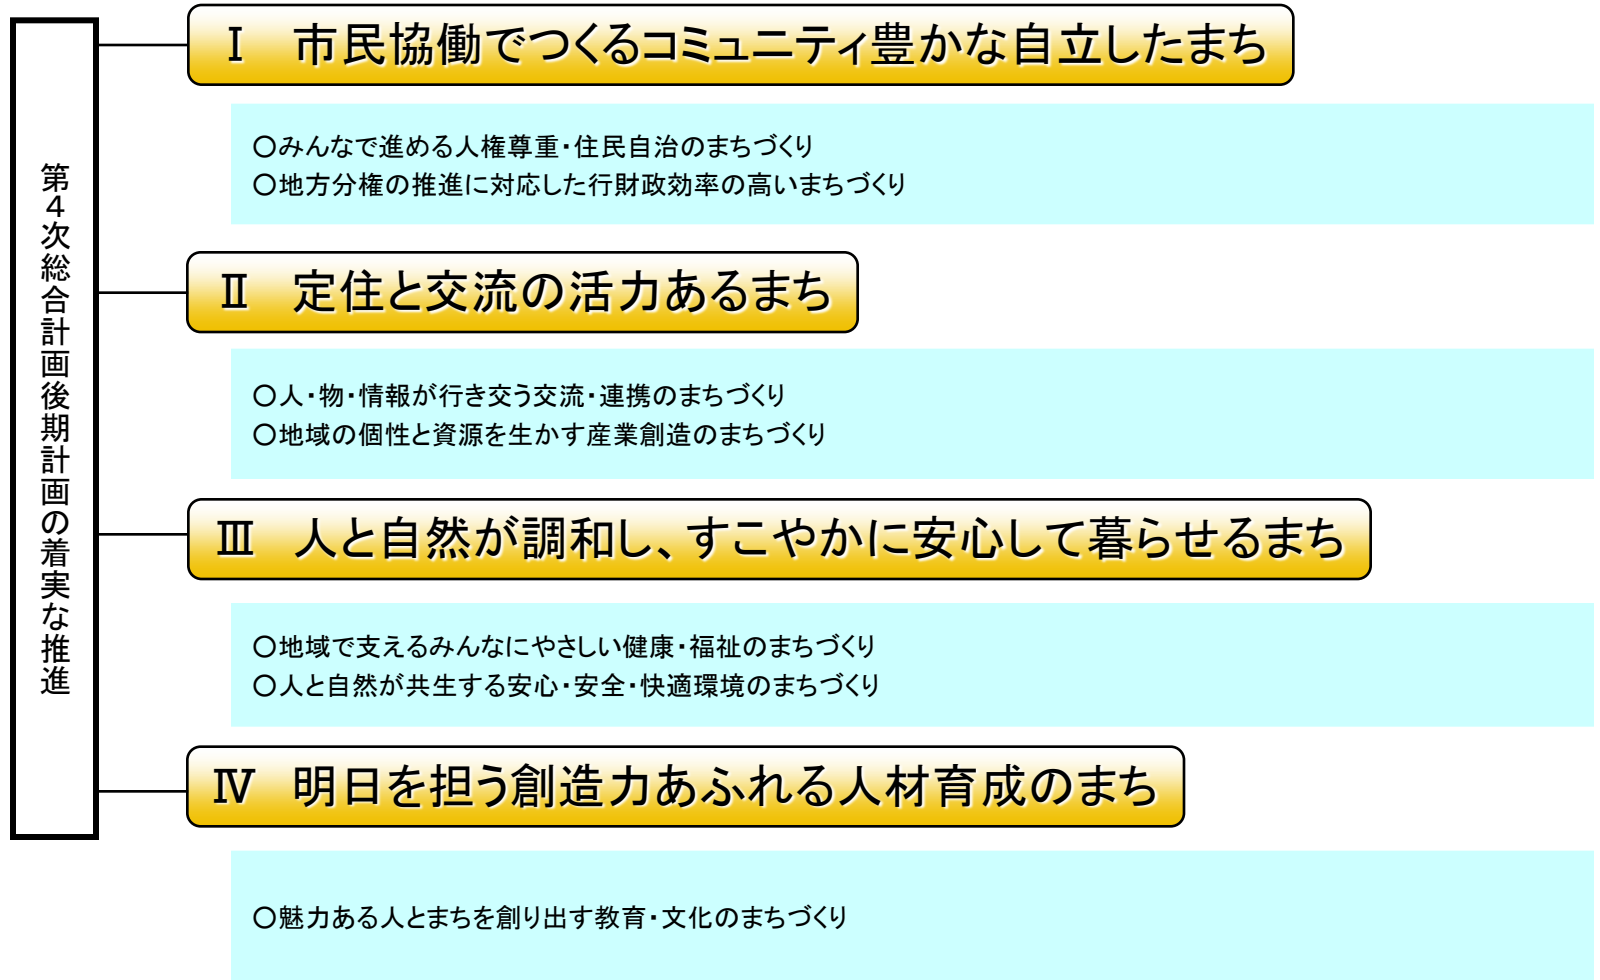 第４次総合計画後期計画の着実な推進
Ⅰ　市民協働でつくるコミュニティ豊かな自立したまち
○みんなで進める人権尊重・住民自治のまちづくり
○地方分権の推進に対応した行財政効率の高いまちづくり
Ⅱ　定住と交流の活力あるまち
○人・物・情報が行き交う交流・連携のまちづくり
○地域の個性と資源を生かす産業創造のまちづくり
Ⅲ　人と自然が調和し、すこやかに安心して暮らせるまち
○地域で支えるみんなにやさしい健康・福祉のまちづくり
○人と自然が共生する安心・安全・快適環境のまちづくり
Ⅳ　明日を担う創造力あふれる人材育成のまち
○魅力ある人とまちを創り出す教育・文化のまちづくり